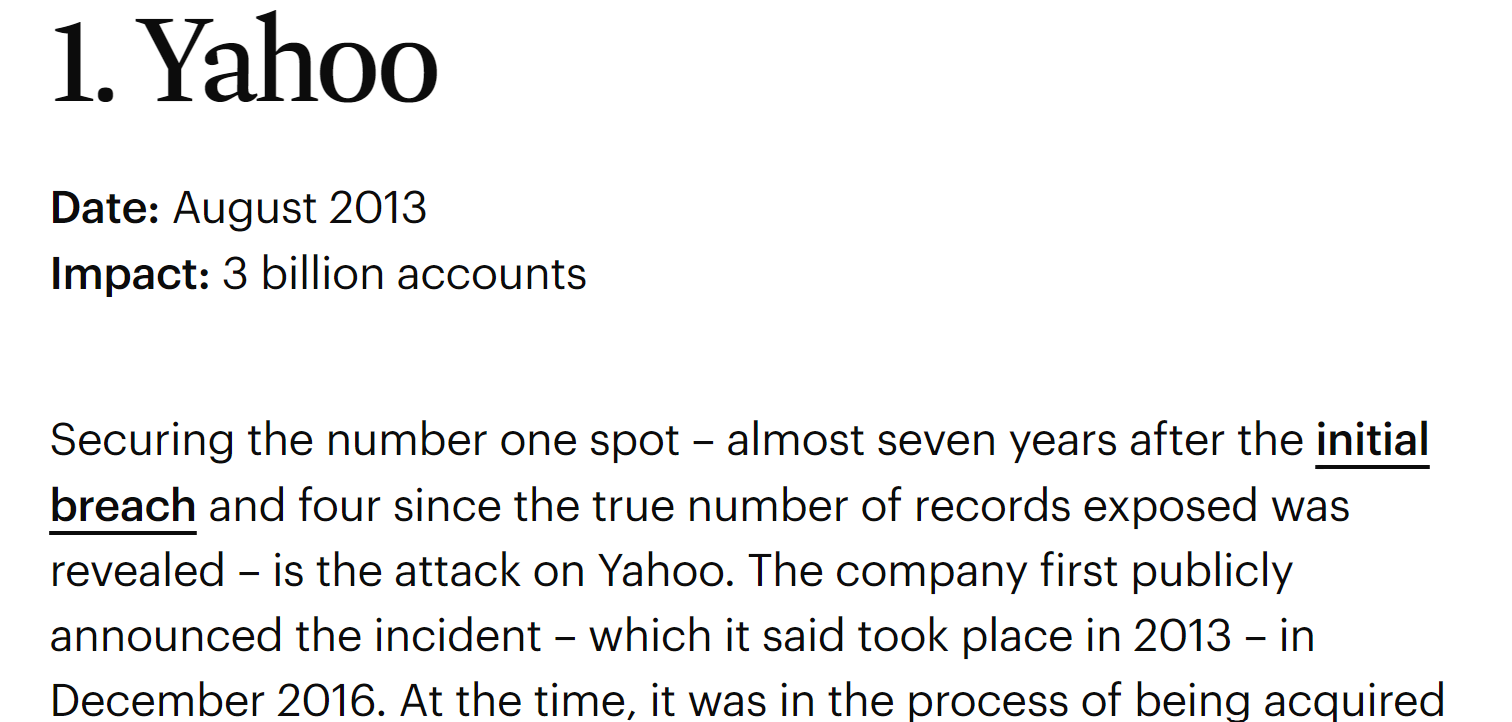 1. Yahoo
Date: August 2013
Impact: 3 billion accounts
Securing the number one spot – almost seven years after the initial
breach and four since the true number of records exposed was
revealed – is the attack on Yahoo. The company first publicly
announced the incident – which it said took place in 2013 – in
December 2016. At the time, it was in the process of being acquired